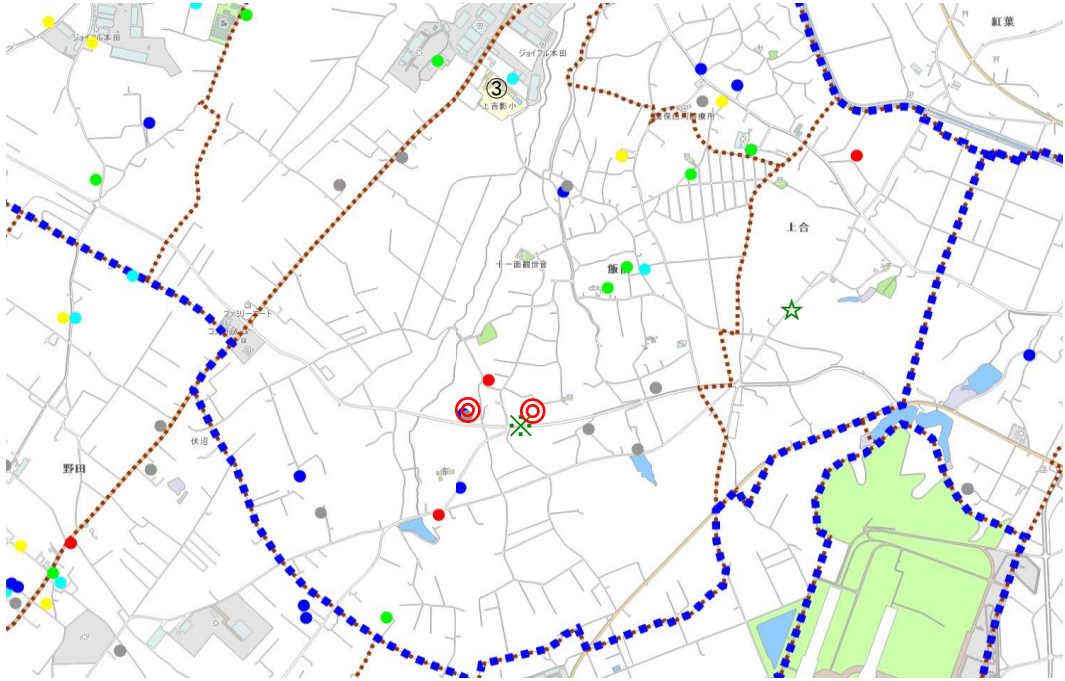 紅葉
ジョイフル本田
ジョイフル本田
③
上吉影小
上合
十一面観世音
飯前
ファミリーマート
伏沼
野田